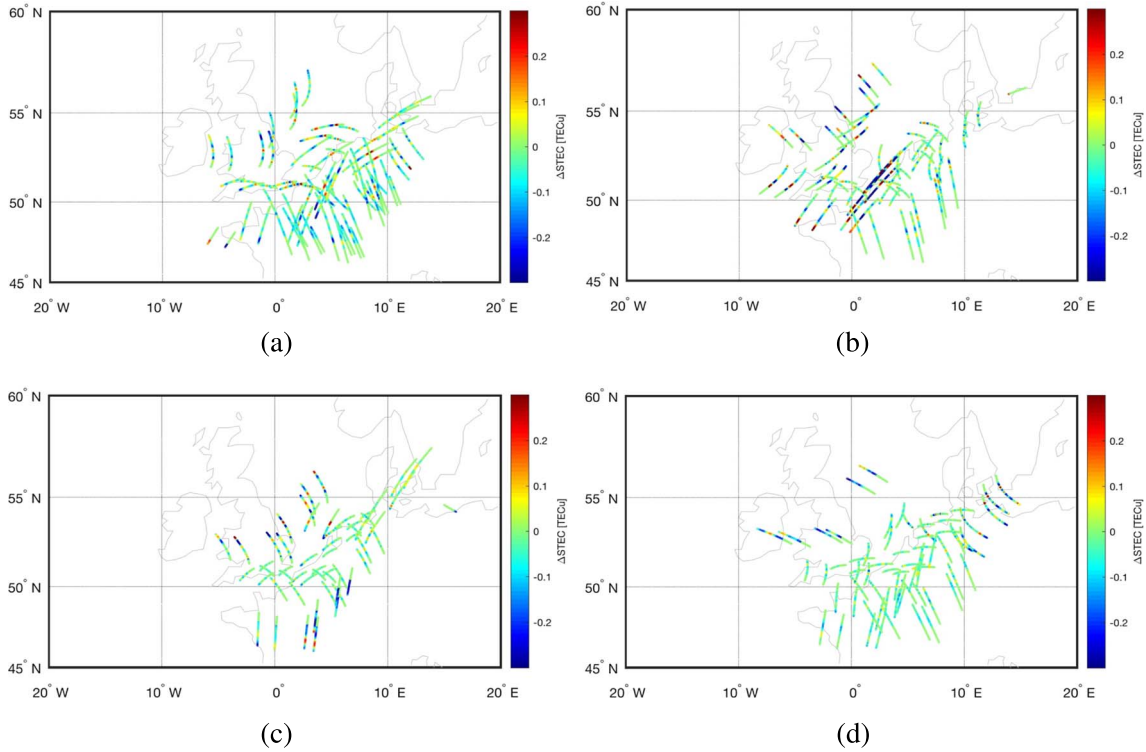 60° N
55° N
50° N
45° N
20° W
10° W
0°
10° E
20° E
0.2
0.1
0
-0.1
-0.2
ΔSTEC [TECu]
(a)
60° N
55° N
50° N
45° N
20° W
10° W
0°
10° E
20° E
0.2
0.1
0
-0.1
-0.2
ΔSTEC [TECu]
(b)
60° N
55° N
50° N
45° N
20° W
10° W
0°
10° E
20° E
0.2
0.1
0
-0.1
-0.2
ΔSTEC [TECu]
(c)
60° N
55° N
50° N
45° N
20° W
10° W
0°
10° E
20° E
0.2
0.1
0
-0.1
-0.2
ΔSTEC [TECu]
(d)